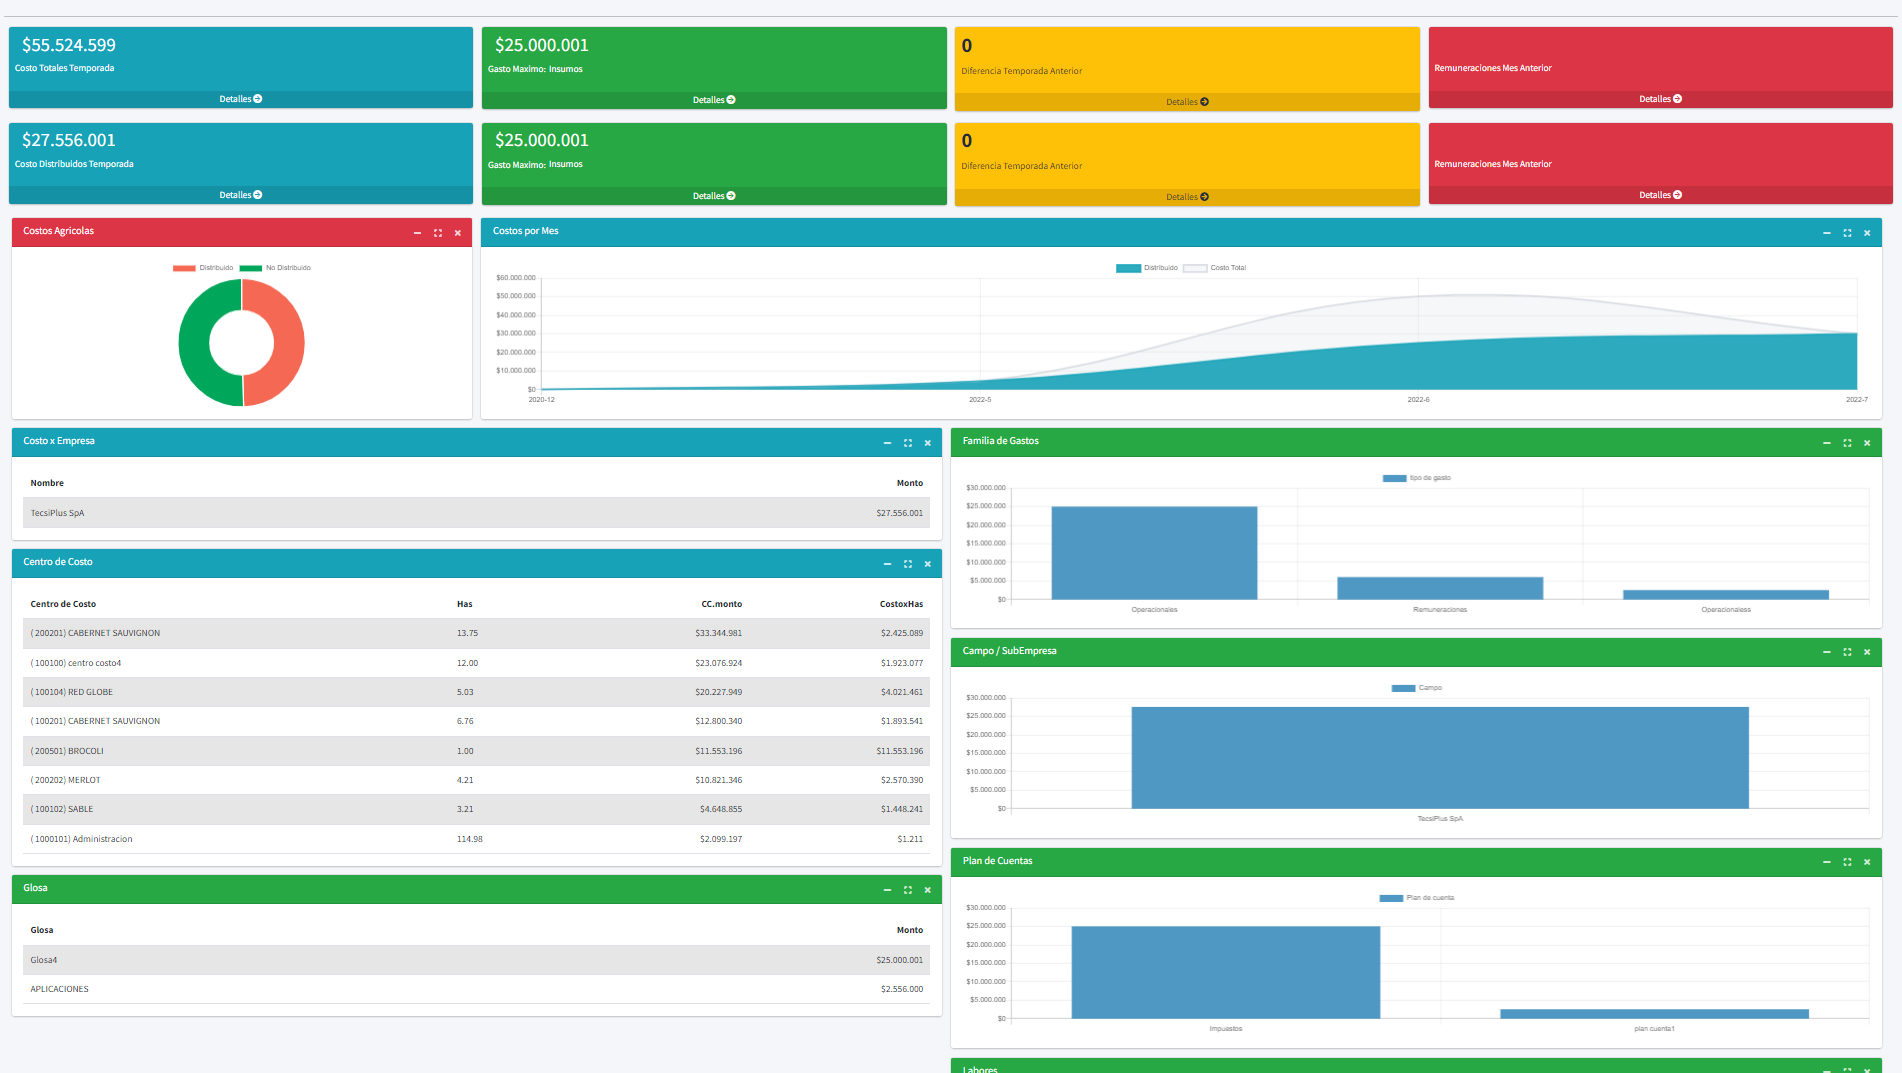 $55.524.599
Costo Totales Temporada
Detalles
$25.000.001
Gasto Maximo: Insumos
Detalles
0
Diferencia Temporada Anterior
Detalles
Remuneraciones Mes Anterior
Detalles
$27.556.001
Costo Distribuidos Temporada
Detalles
$25.000.001
Gasto Maximo: Insumos
Detalles
0
Diferencia Temporada Anterior
Detalles
Remuneraciones Mes Anterior
Detalles
Costos Agricolas
Distribuido No Distribuido
Costos por Mes
Distribuido Costo Total
$60.000.000
$50.000.000
$40.000.000
$30.000.000
$20.000.000
$10.000.000
$0
2020-12 2022-5 2022-6 2022-7
Costo x Empresa
Nombre Monto
TecsiPlus SpA $27.556.001
Centro de Costo
Centro de Costo Has CC.monto CostoxHas
( 200201) CABERNET SAUVIGNON 13.75 $33.344.981 $2.425.089
( 100100) centro costo4 12.00 $23.076.924 $1.923.077
( 100104) RED GLOBE 5.03 $20.227.949 $4.021.461
( 100201) CABERNET SAUVIGNON 6.76 $12.800.340 $1.893.541
( 200501) BROCOLI 1.00 $11.553.196 $11.553.196
( 200202) MERLOT 4.21 $10.821.346 $2.570.390
( 100102) SABLE 3.21 $4.648.855 $1.448.241
( 1000101) Administracion 114.98 $2.099.197 $1.211
Glosa
Glosa Monto
Glosa4 $25.000.001
APLICACIONES $2.556.000
Familia de Gastos
tipo de gasto
$30.000.000
$25.000.000
$20.000.000
$15.000.000
$10.000.000
$5.000.000
$0
Operacionales Remuneraciones Operacionaless
Campo / SubEmpresa
Campo
$30.000.000
$25.000.000
$20.000.000
$15.000.000
$10.000.000
$5.000.000
$0
TecsiPlus SpA
Plan de Cuentas
Plan de cuenta
$30.000.000
$25.000.000
$20.000.000
$15.000.000
$10.000.000
$5.000.000
$0
Impuestos plan cuenta1
Labores